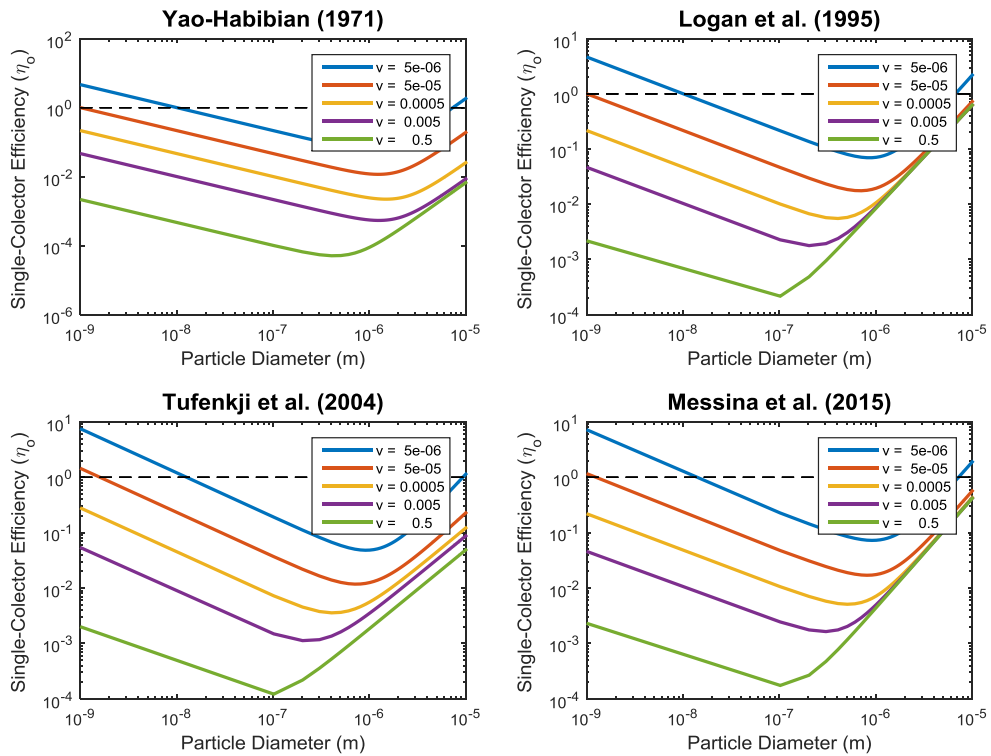 Yao-Habibian (1971)
Single-Colector Efficiency (ηo)
10^2
10^0
10^-2
10^-4
10^-6
v = 5e-06
v = 5e-05
v = 0.0005
v = 0.005
v = 0.5
10^-9 10^-8 10^-7 10^-6 10^-5
Particle Diameter (m)
Logan et al. (1995)
Single-Colector Efficiency (ηo)
10^1
10^0
10^-1
10^-2
10^-3
10^-4
v = 5e-06
v = 5e-05
v = 0.0005
v = 0.005
v = 0.5
10^-9 10^-8 10^-7 10^-6 10^-5
Particle Diameter (m)
Tufenkji et al. (2004)
Single-Colector Efficiency (ηo)
10^1
10^0
10^-1
10^-2
10^-3
10^-4
v = 5e-06
v = 5e-05
v = 0.0005
v = 0.005
v = 0.5
10^-9 10^-8 10^-7 10^-6 10^-5
Particle Diameter (m)
Messina et al. (2015)
Single-Colector Efficiency (ηo)
10^1
10^0
10^-1
10^-2
10^-3
10^-4
v = 5e-06
v = 5e-05
v = 0.0005
v = 0.005
v = 0.5
10^-9 10^-8 10^-7 10^-6 10^-5
Particle Diameter (m)